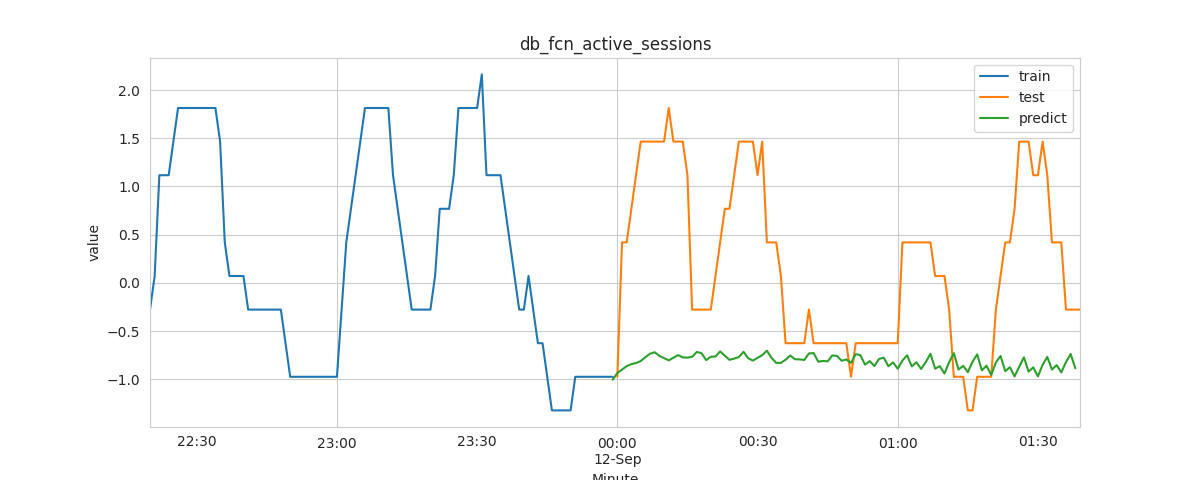 db_fcn_active_sessions
train
test
predict
value
2.0
1.5
1.0
0.5
0.0
−0.5
−1.0
22:30
23:00
23:30
00:00
12-Sep
00:30
01:00
01:30
Minute